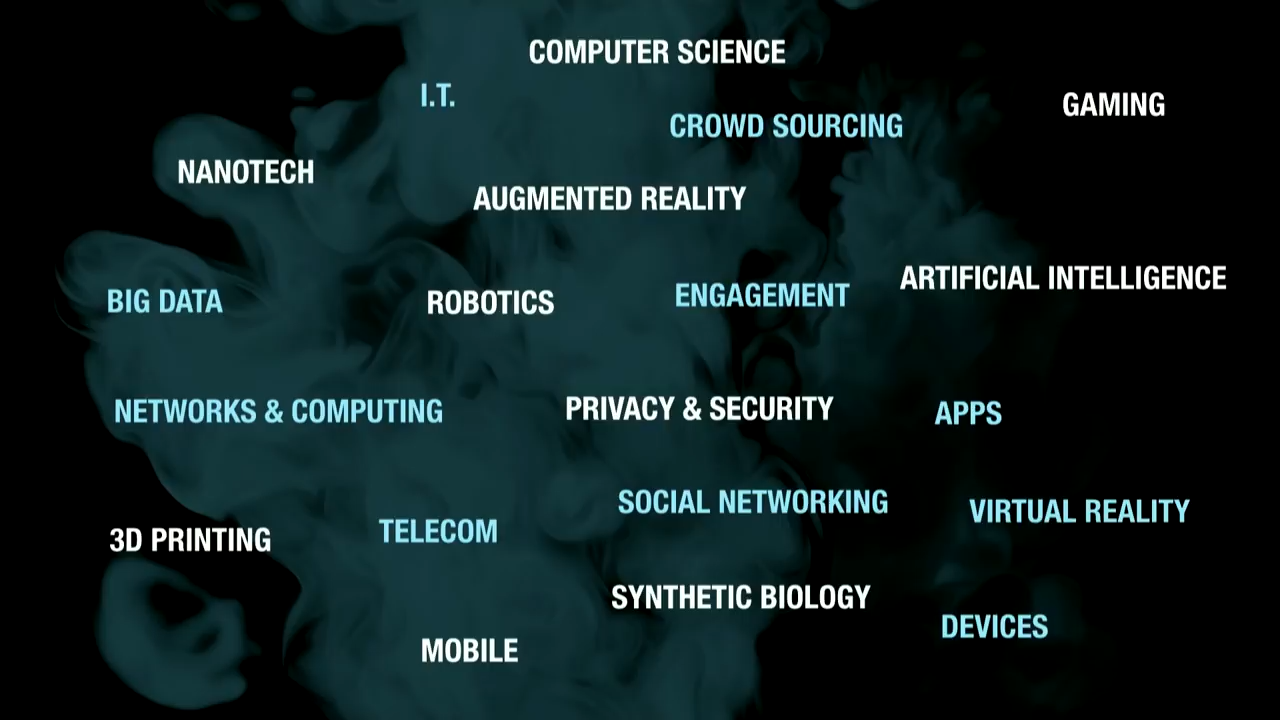 COMPUTER SCIENCE
I.T.
GAMING
CROWD SOURCING
NANOTECH
AUGMENTED REALITY
ARTIFICIAL INTELLIGENCE
BIG DATA
ROBOTICS
ENGAGEMENT
NETWORKS & COMPUTING
PRIVACY & SECURITY
APPS
SOCIAL NETWORKING
VIRTUAL REALITY
3D PRINTING
TELECOM
SYNTHETIC BIOLOGY
DEVICES
MOBILE